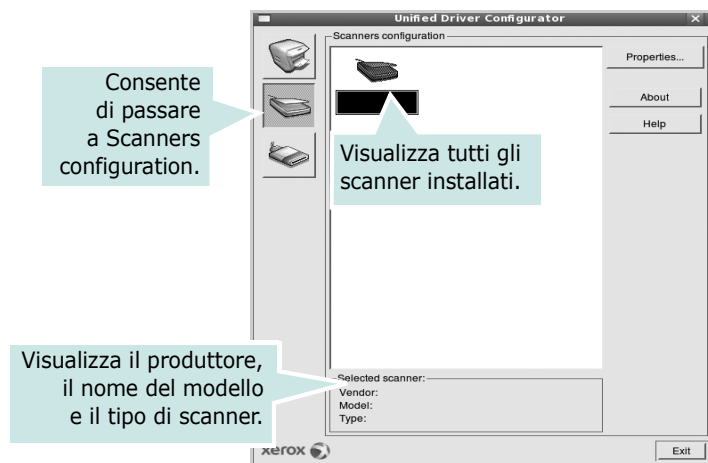 Unified Driver Configurator
Scanners configuration
Properties...
About
Help
Consente
di passare
a Scanners
configuration.
Visualizza tutti gli
scanner installati.
Visualizza il produttore,
il nome del modello
e il tipo di scanner.
Selected scanner:
Vendor:
Model:
Type:
xerox
Exit